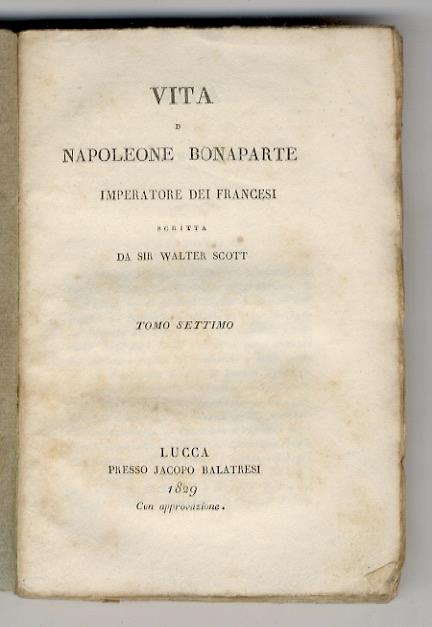 VITA
D
NAPOLEONE BONAPARTE
IMPERATORE DEI FRANCESI
SCRITTA
DA SIR WALTER SCOTT
TOMO SETTIMO
LUCCA
PRESSO JACOPO BALATRESI
1829
Con approvazione.